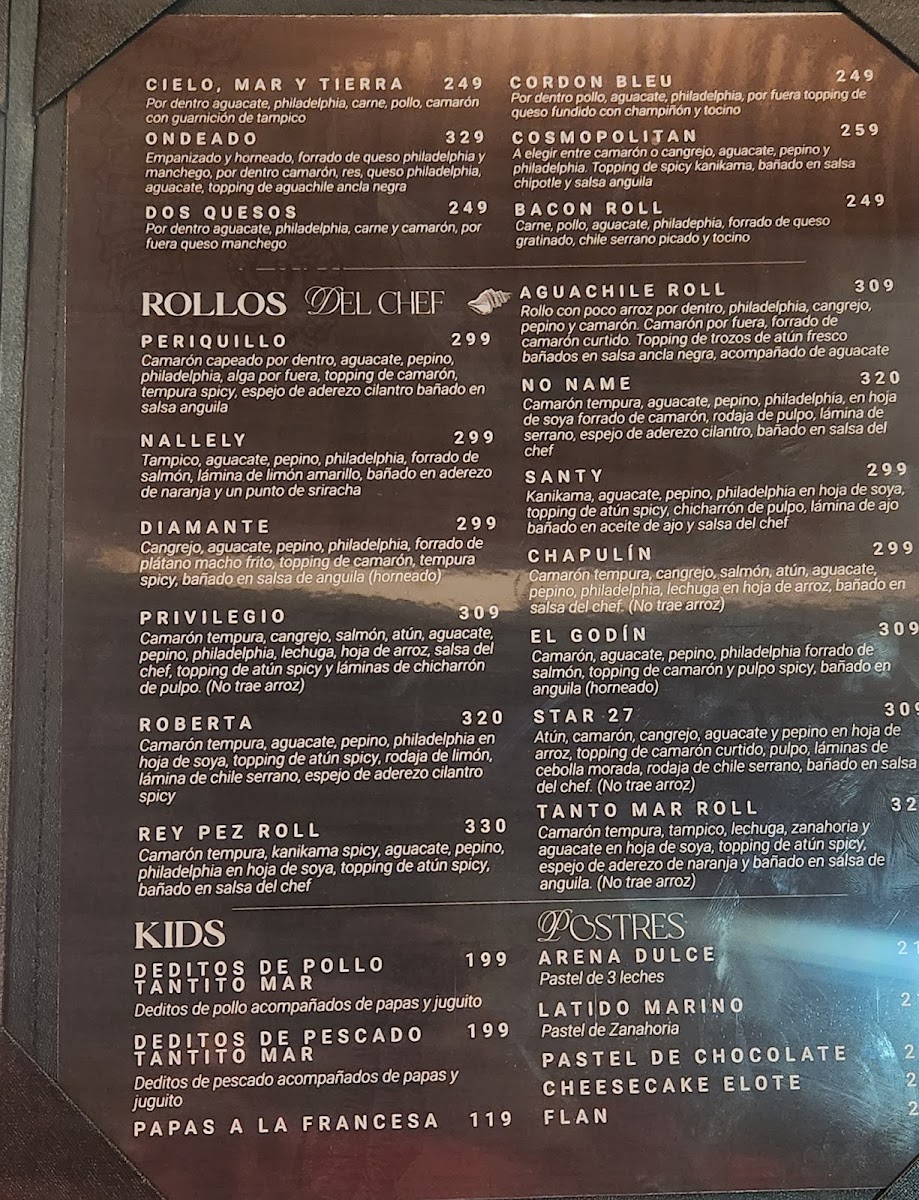 CIELO, MAR Y TIERRA 249
Por dentro aguacate, philadelphia, carne, pollo, camarón
con guarnición de tampico
ONDEADO 329
Empanizado y horneado, forrado de queso philadelphia y
manchego, por dentro camarón, res, queso philadelphia,
aguacate, topping de aguachile ancla negra
DOS QUESOS 249
Por dentro aguacate, philadelphia, carne y camarón, por
fuera queso manchego
CORDON BLEU 249
Por dentro pollo, aguacate, philadelphia, por fuera topping de
queso fundido con champiñón y tocino
COSMOPOLITAN 259
A elegir entre camarón o cangrejo, aguacate, pepino y
philadelphia. Topping de spicy kanikama, bañado en salsa
chipotle y salsa anguila
BACON ROLL 249
Carne, pollo, aguacate, philadephia, forrado de queso
gratinado, chile serrano picado y tocino
ROLLOS DEL CHEF
PERIQUILLO 299
Camarón capeado por dentro, aguacate, pepino,
philadelphia, alga por fuera, topping de camarón,
tempura spicy, espejo de aderezo cilantro bañado en
salsa anguila
NALLELY 299
Tampico, aguacate, pepino, philadelphia, forrado de
salmón, lámina de limón amarillo, bañado en aderezo
de naranja y un punto de sriracha
DIAMANTE 299
Cangrejo, aguacate, pepino, philadelphia, forrado de
plátano macho frito, topping de camarón, tempura
spicy, bañado en salsa de anguila (horneado)
PRIVILEGIO 309
Camarón tempura, cangrejo, salmón, atún, aguacate,
pepino, philadelphia, lechuga, hoja de arroz, salsa del
chef, topping de atún spicy y láminas de chicharrón
de pulpo. (No trae arroz)
ROBERTA 320
Camarón tempura, aguacate, pepino, philadelphia en
hoja de soya, topping de atún spicy, rodaja de limón,
lámina de chile serrano, espejo de aderezo cilantro
spicy
REY PEZ ROLL 330
Camarón tempura, kanikama spicy, aguacate, pepino,
philadelphia en hoja de soya, topping de atún spicy,
bañado en salsa del chef
AGUACHILE ROLL 309
Rollo con poco arroz por dentro, philadelphia, cangrejo,
pepino y camarón. Camarón por fuera, forrado de
camarón curtido. Topping de trozos de atún fresco
bañados en salsa ancla negra, acompañado de aguacate
NO NAME 320
Camarón tempura, aguacate, pepino, philadelphia, en hoja
de soya forrado de camarón, rodaja de pulpo, lámina de
serrano, espejo de aderezo cilantro, bañado en salsa del
chef
SANTY 299
Kanikama, aguacate, pepino, philadelphia en hoja de soya,
topping de atún spicy, chicharrón de pulpo, lámina de ajo
bañado en aceite de ajo y salsa del chef
CHAPULÍN 299
Camarón tempura, cangrejo, salmón, atún, aguacate,
pepino, philadelphia, lechuga en hoja de arroz, bañado en
salsa del chef. (No trae arroz)
EL GODÍN 309
Camarón, aguacate, pepino, philadelphia forrado de
salmón, topping de camarón y pulpo spicy, bañado en
anguila (horneado)
STAR 27 309
Atún, camarón, cangrejo, aguacate y pepino en hoja de
arroz, topping de camarón curtido, pulpo, láminas de
cebolla morada, rodaja de chile serrano, bañado en salsa
del chef. (No trae arroz)
TANTO MAR ROLL 32
Camarón tempura, tampico, lechuga, zanahoria y
aguacate en hoja de soya, topping de atún spicy,
espejo de aderezo de naranja y bañado en salsa de
anguila. (No trae arroz)
KIDS
DEDITOS DE POLLO 199
TANTITO MAR
Deditos de pollo acompañados de papas y juguito
DEDITOS DE PESCADO 199
TANTITO MAR
Deditos de pescado acompañados de papas y
juguito
PAPAS A LA FRANCESA 119
POSTRES
ARENA DULCE 21
Pastel de 3 leches
LATIDO MARINO 2
Pastel de Zanahoria
PASTEL DE CHOCOLATE 2
CHEESECAKE ELOTE 2
FLAN 2